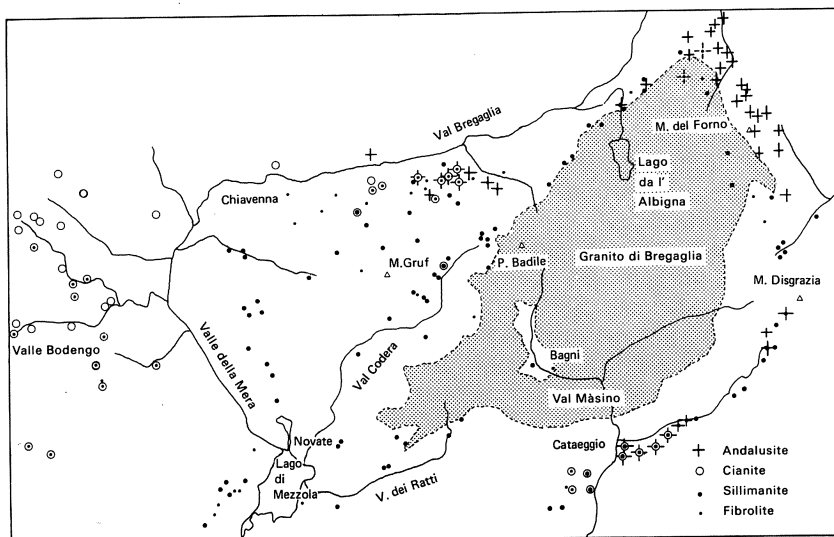 Val Bregaglia
M. del Forno
Chiavenna
Lago
da l'
Albigna
M.Gruf
P. Badile
Granito di Bregaglia
M. Disgrazia
Valle Bodengo
Valle della Mera
Val Codera
Bagni
Val Màsino
Novate
Cataeggio
Lago
di
Mezzola
V. dei Ratti
Andalusite
Cianite
Sillimanite
Fibrolite